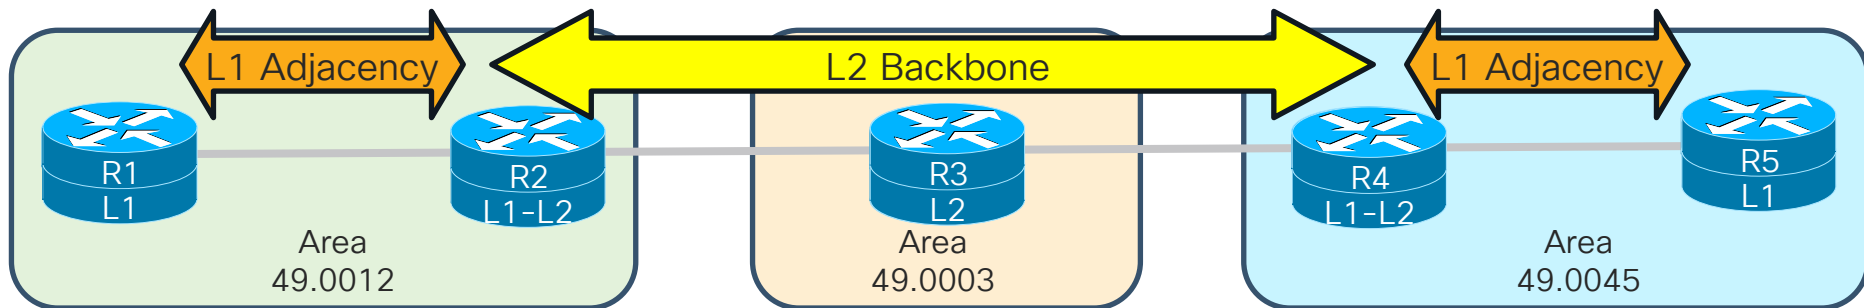 L1 Adjacency
L2 Backbone
L1 Adjacency
R1
L1
R2
L1-L2
R3
L2
R4
L1-L2
R5
L1
Area
49.0012
Area
49.0003
Area
49.0045